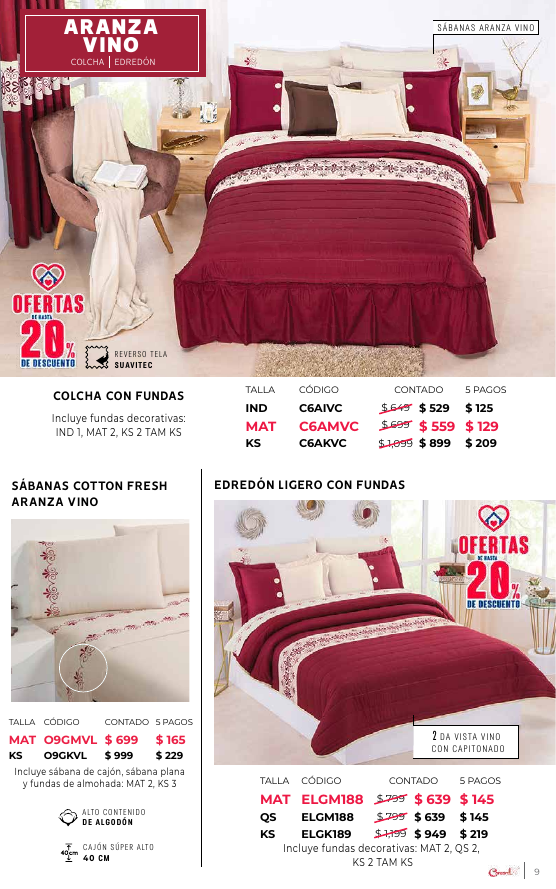 ARANZA
VINO
COLCHA | EDREDÓN
SÁBANAS ARANZA VINO
OFERTAS
DE HASTA
20%
DE DESCUENTO
REVERSO TELA
SUAVITEC
COLCHA CON FUNDAS
Incluye fundas decorativas:
IND 1, MAT 2, KS 2 TAM KS
TALLA CÓDIGO CONTADO 5 PAGOS
IND C6AIVC $ 649 $ 529 $ 125
MAT C6AMVC $ 699 $ 559 $ 129
KS C6AKVC $ 1,099 $ 899 $ 209
SÁBANAS COTTON FRESH
ARANZA VINO
TALLA CÓDIGO CONTADO 5 PAGOS
MAT O9GMVL $ 699 $ 165
KS O9GKVL $ 999 $ 229
Incluye sábana de cajón, sábana plana
y fundas de almohada: MAT 2, KS 3
ALTO CONTENIDO
DE ALGODÓN
40cm
CAJÓN SÚPER ALTO
40 CM
EDREDÓN LIGERO CON FUNDAS
OFERTAS
DE HASTA
20%
DE DESCUENTO
2 DA VISTA VINO
CON CAPITONADO
TALLA CÓDIGO CONTADO 5 PAGOS
MAT ELGM188 $ 799 $ 639 $ 145
QS ELGM188 $ 799 $ 639 $ 145
KS ELGK189 $ 1,199 $ 949 $ 219
Incluye fundas decorativas: MAT 2, QS 2,
KS 2 TAM KS
9